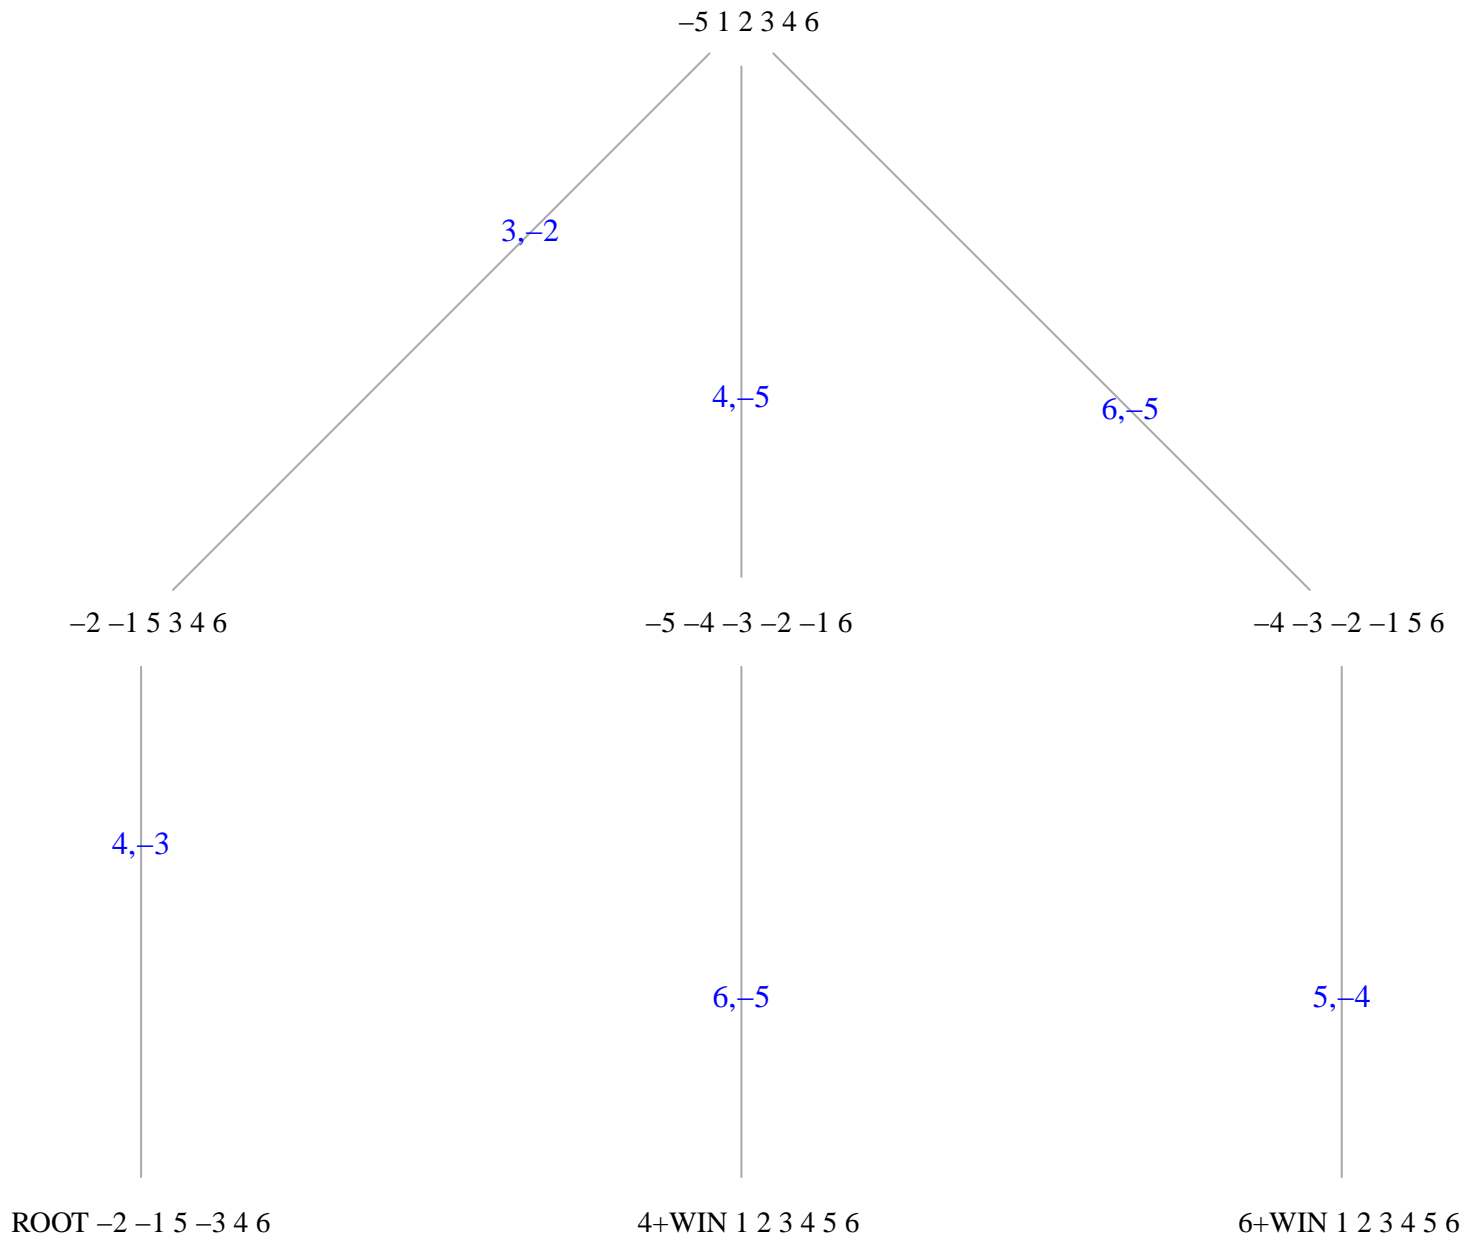 –5 1 2 3 4 6
3,–2
4,–5
6,–5
–2 –1 5 3 4 6
–5 –4 –3 –2 –1 6
–4 –3 –2 –1 5 6
4,–3
6,–5
5,–4
ROOT –2 –1 5 –3 4 6
4+WIN 1 2 3 4 5 6
6+WIN 1 2 3 4 5 6